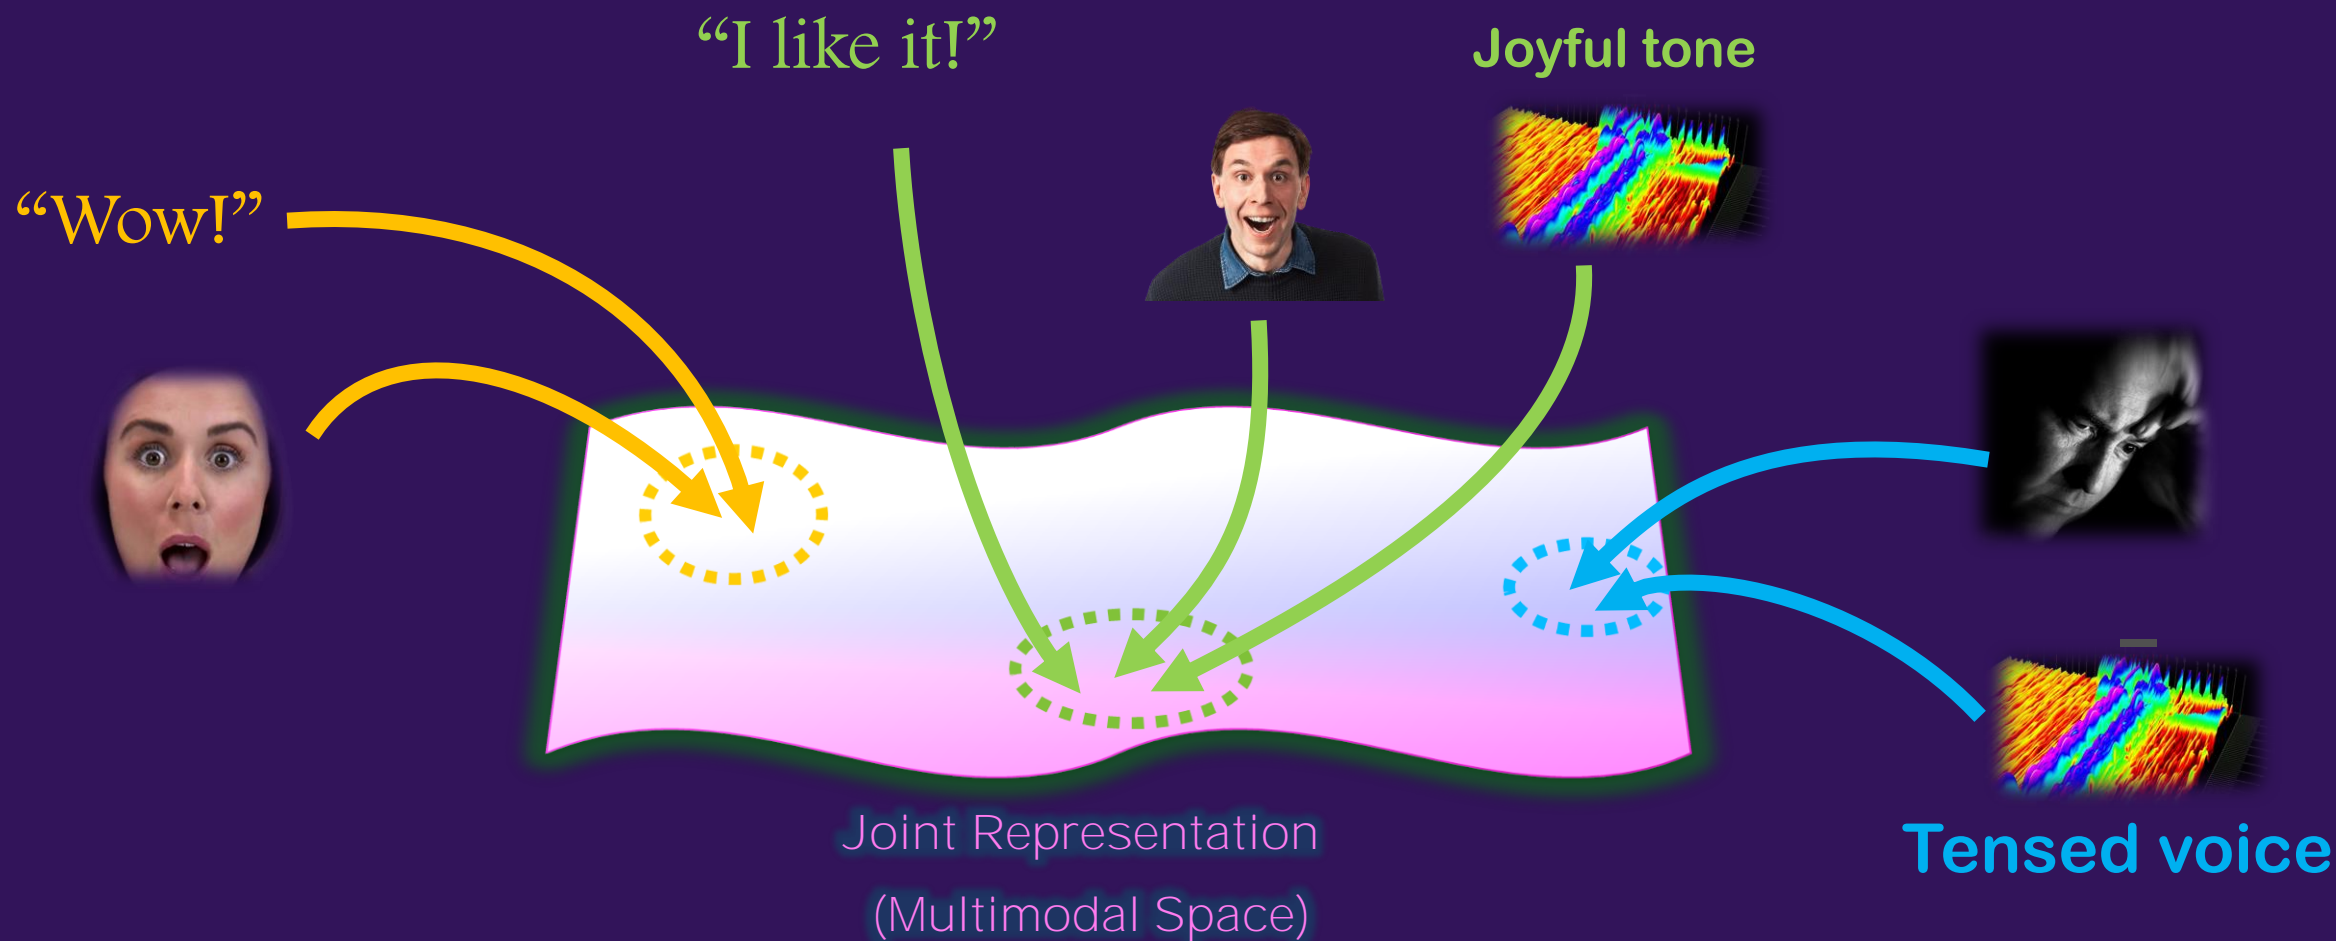 “I like it!”
Joyful tone
“Wow!”
Tensed voice
Joint Representation
(Multimodal Space)